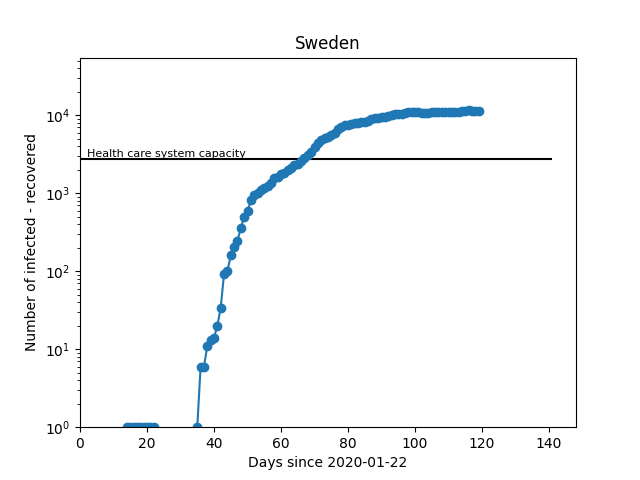 Sweden
Number of infected - recovered
10⁴
10³
10²
10¹
10⁰
Health care system capacity
0 20 40 60 80 100 120 140
Days since 2020-01-22